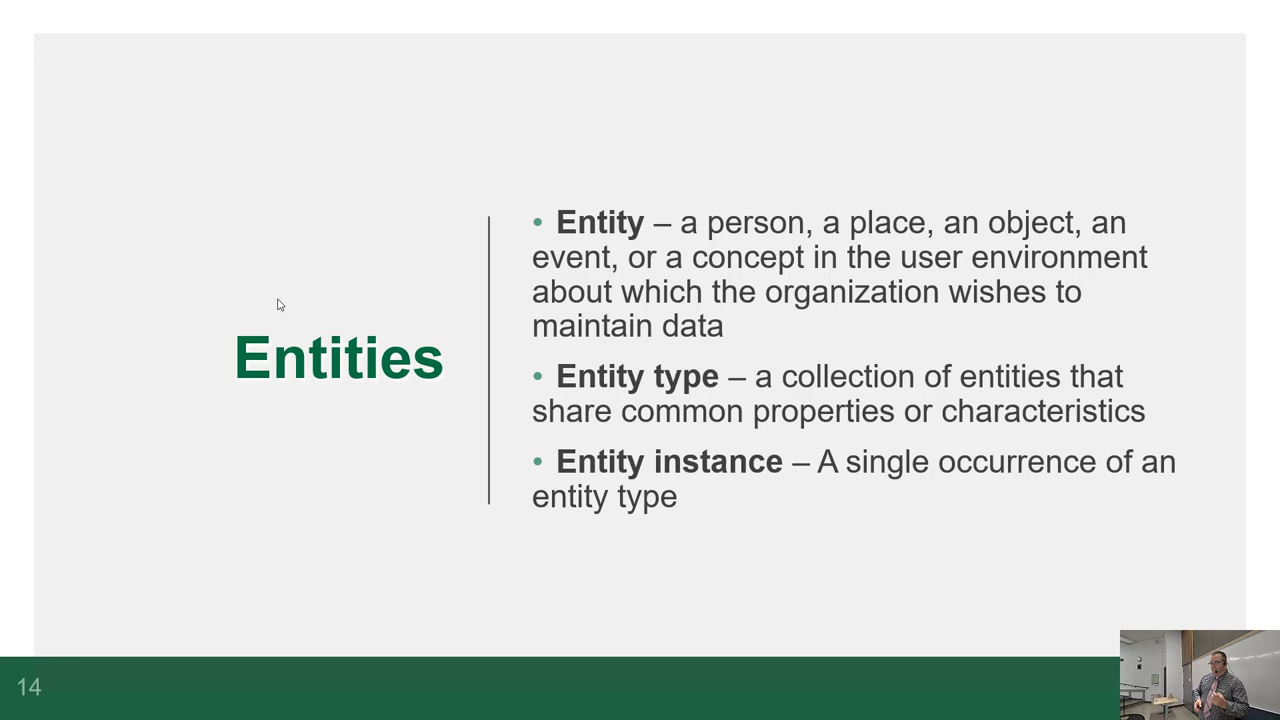 Entities
• Entity – a person, a place, an object, an
event, or a concept in the user environment
about which the organization wishes to
maintain data
• Entity type – a collection of entities that
share common properties or characteristics
• Entity instance – A single occurrence of an
entity type
14